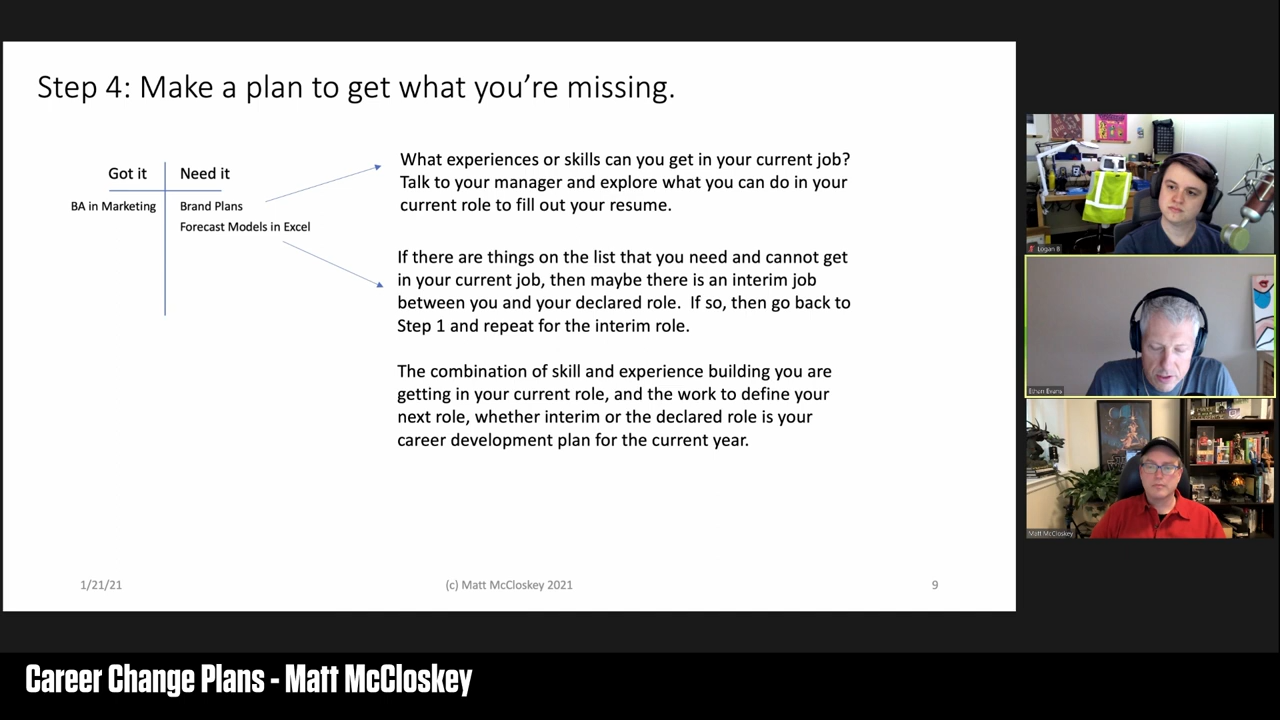 Step 4: Make a plan to get what you're missing.
Got it
Need it
BA in Marketing
Brand Plans
Forecast Models in Excel
What experiences or skills can you get in your current job?
Talk to your manager and explore what you can do in your
current role to fill out your resume.
If there are things on the list that you need and cannot get
in your current job, then maybe there is an interim job
between you and your declared role.  If so, then go back to
Step 1 and repeat for the interim role.
The combination of skill and experience building you are
getting in your current role, and the work to define your
next role, whether interim or the declared role is your
career development plan for the current year.
1/21/21
(c) Matt McCloskey 2021
9
Logan B
Ethan Evans
Matt McCloskey
Career Change Plans - Matt McCloskey